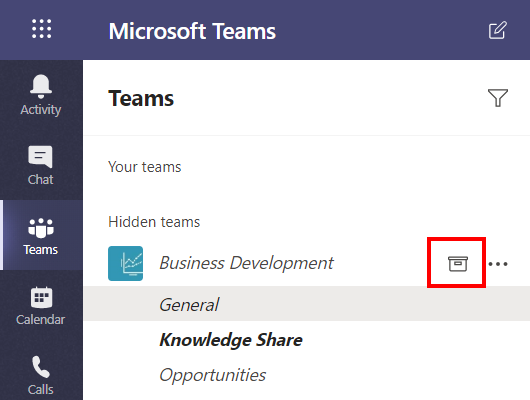 Microsoft Teams
Activity
Chat
Teams
Calendar
Calls
Teams
Your teams
Hidden teams
Business Development
General
Knowledge Share
Opportunities